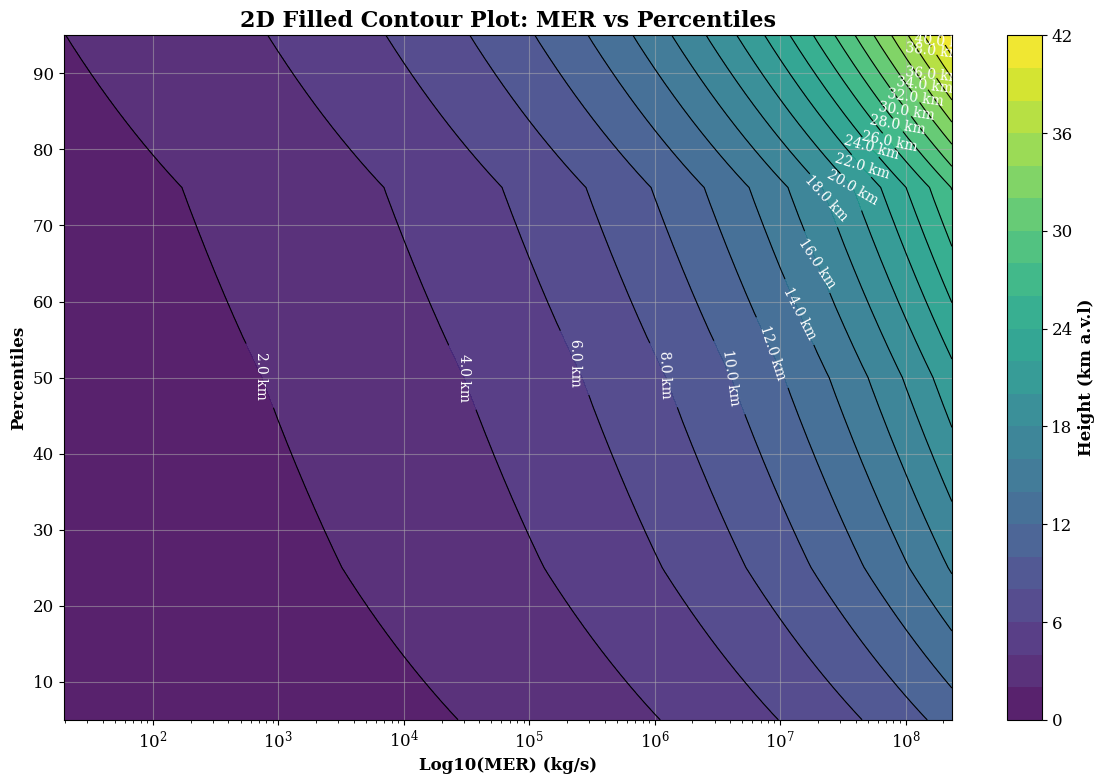 2D Filled Contour Plot: MER vs Percentiles
Percentiles
90
80
70
60
50
40
30
20
10
2.0 km
4.0 km
6.0 km
8.0 km
10.0 km
12.0 km
14.0 km
16.0 km
18.0 km
20.0 km
22.0 km
24.0 km
26.0 km
28.0 km
30.0 km
32.0 km
34.0 km
36.0 km
38.0 k
10²
10³
10⁴
10⁵
10⁶
10⁷
10⁸
Log10(MER) (kg/s)
42
36
30
24
18
12
6
0
Height (km a.v.l)